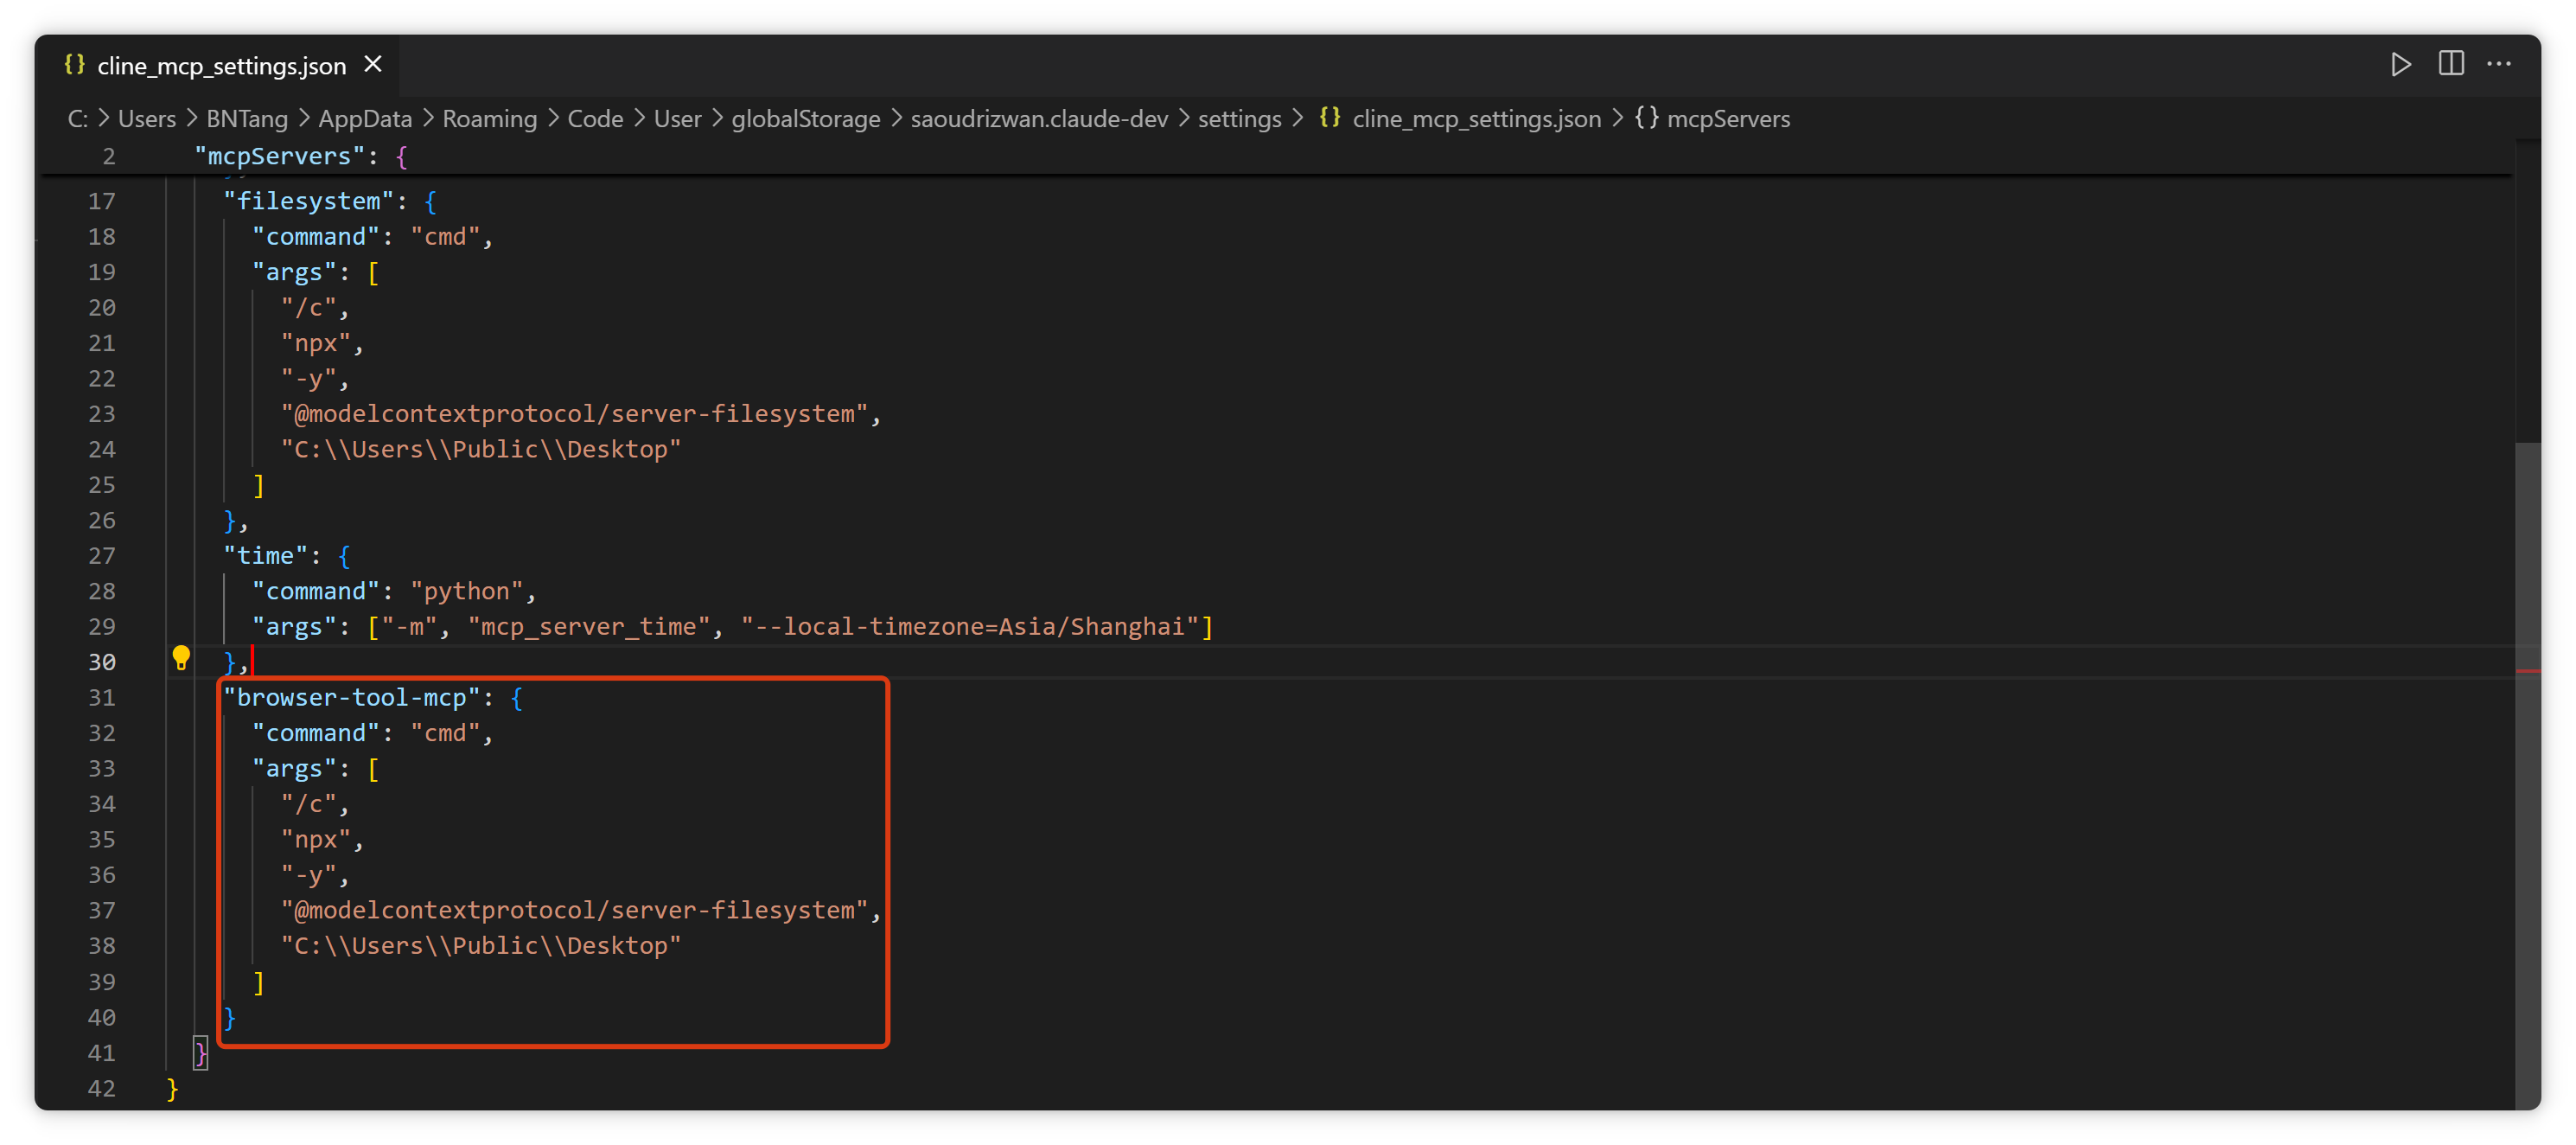 {} cline_mcp_settings.json ×
C: > Users > BNTang > AppData > Roaming > Code > User > globalStorage > saoudrizwan.claude-dev > settings > {} cline_mcp_settings.json > {} mcpServers
2 "mcpServers": {
17 "filesystem": {
18 "command": "cmd",
19 "args": [
20 "/c",
21 "npx",
22 "-y",
23 "@modelcontextprotocol/server-filesystem",
24 "C:\\Users\\Public\\Desktop"
25 ]
26 },
27 "time": {
28 "command": "python",
29 "args": ["-m", "mcp_server_time", "--local-timezone=Asia/Shanghai"]
30 },
31 "browser-tool-mcp": {
32 "command": "cmd",
33 "args": [
34 "/c",
35 "npx",
36 "-y",
37 "@modelcontextprotocol/server-filesystem",
38 "C:\\Users\\Public\\Desktop"
39 ]
40 }
41 }
42 }